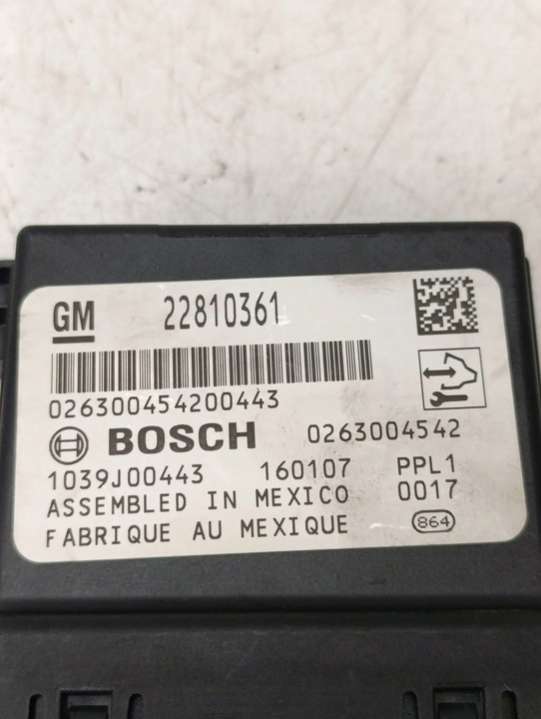 GM 22810361
026300454200443
BOSCH 0263004542
1039J00443 160107 PPL1
ASSEMBLED IN MEXICO 0017
FABRIQUE AU MEXIQUE 864